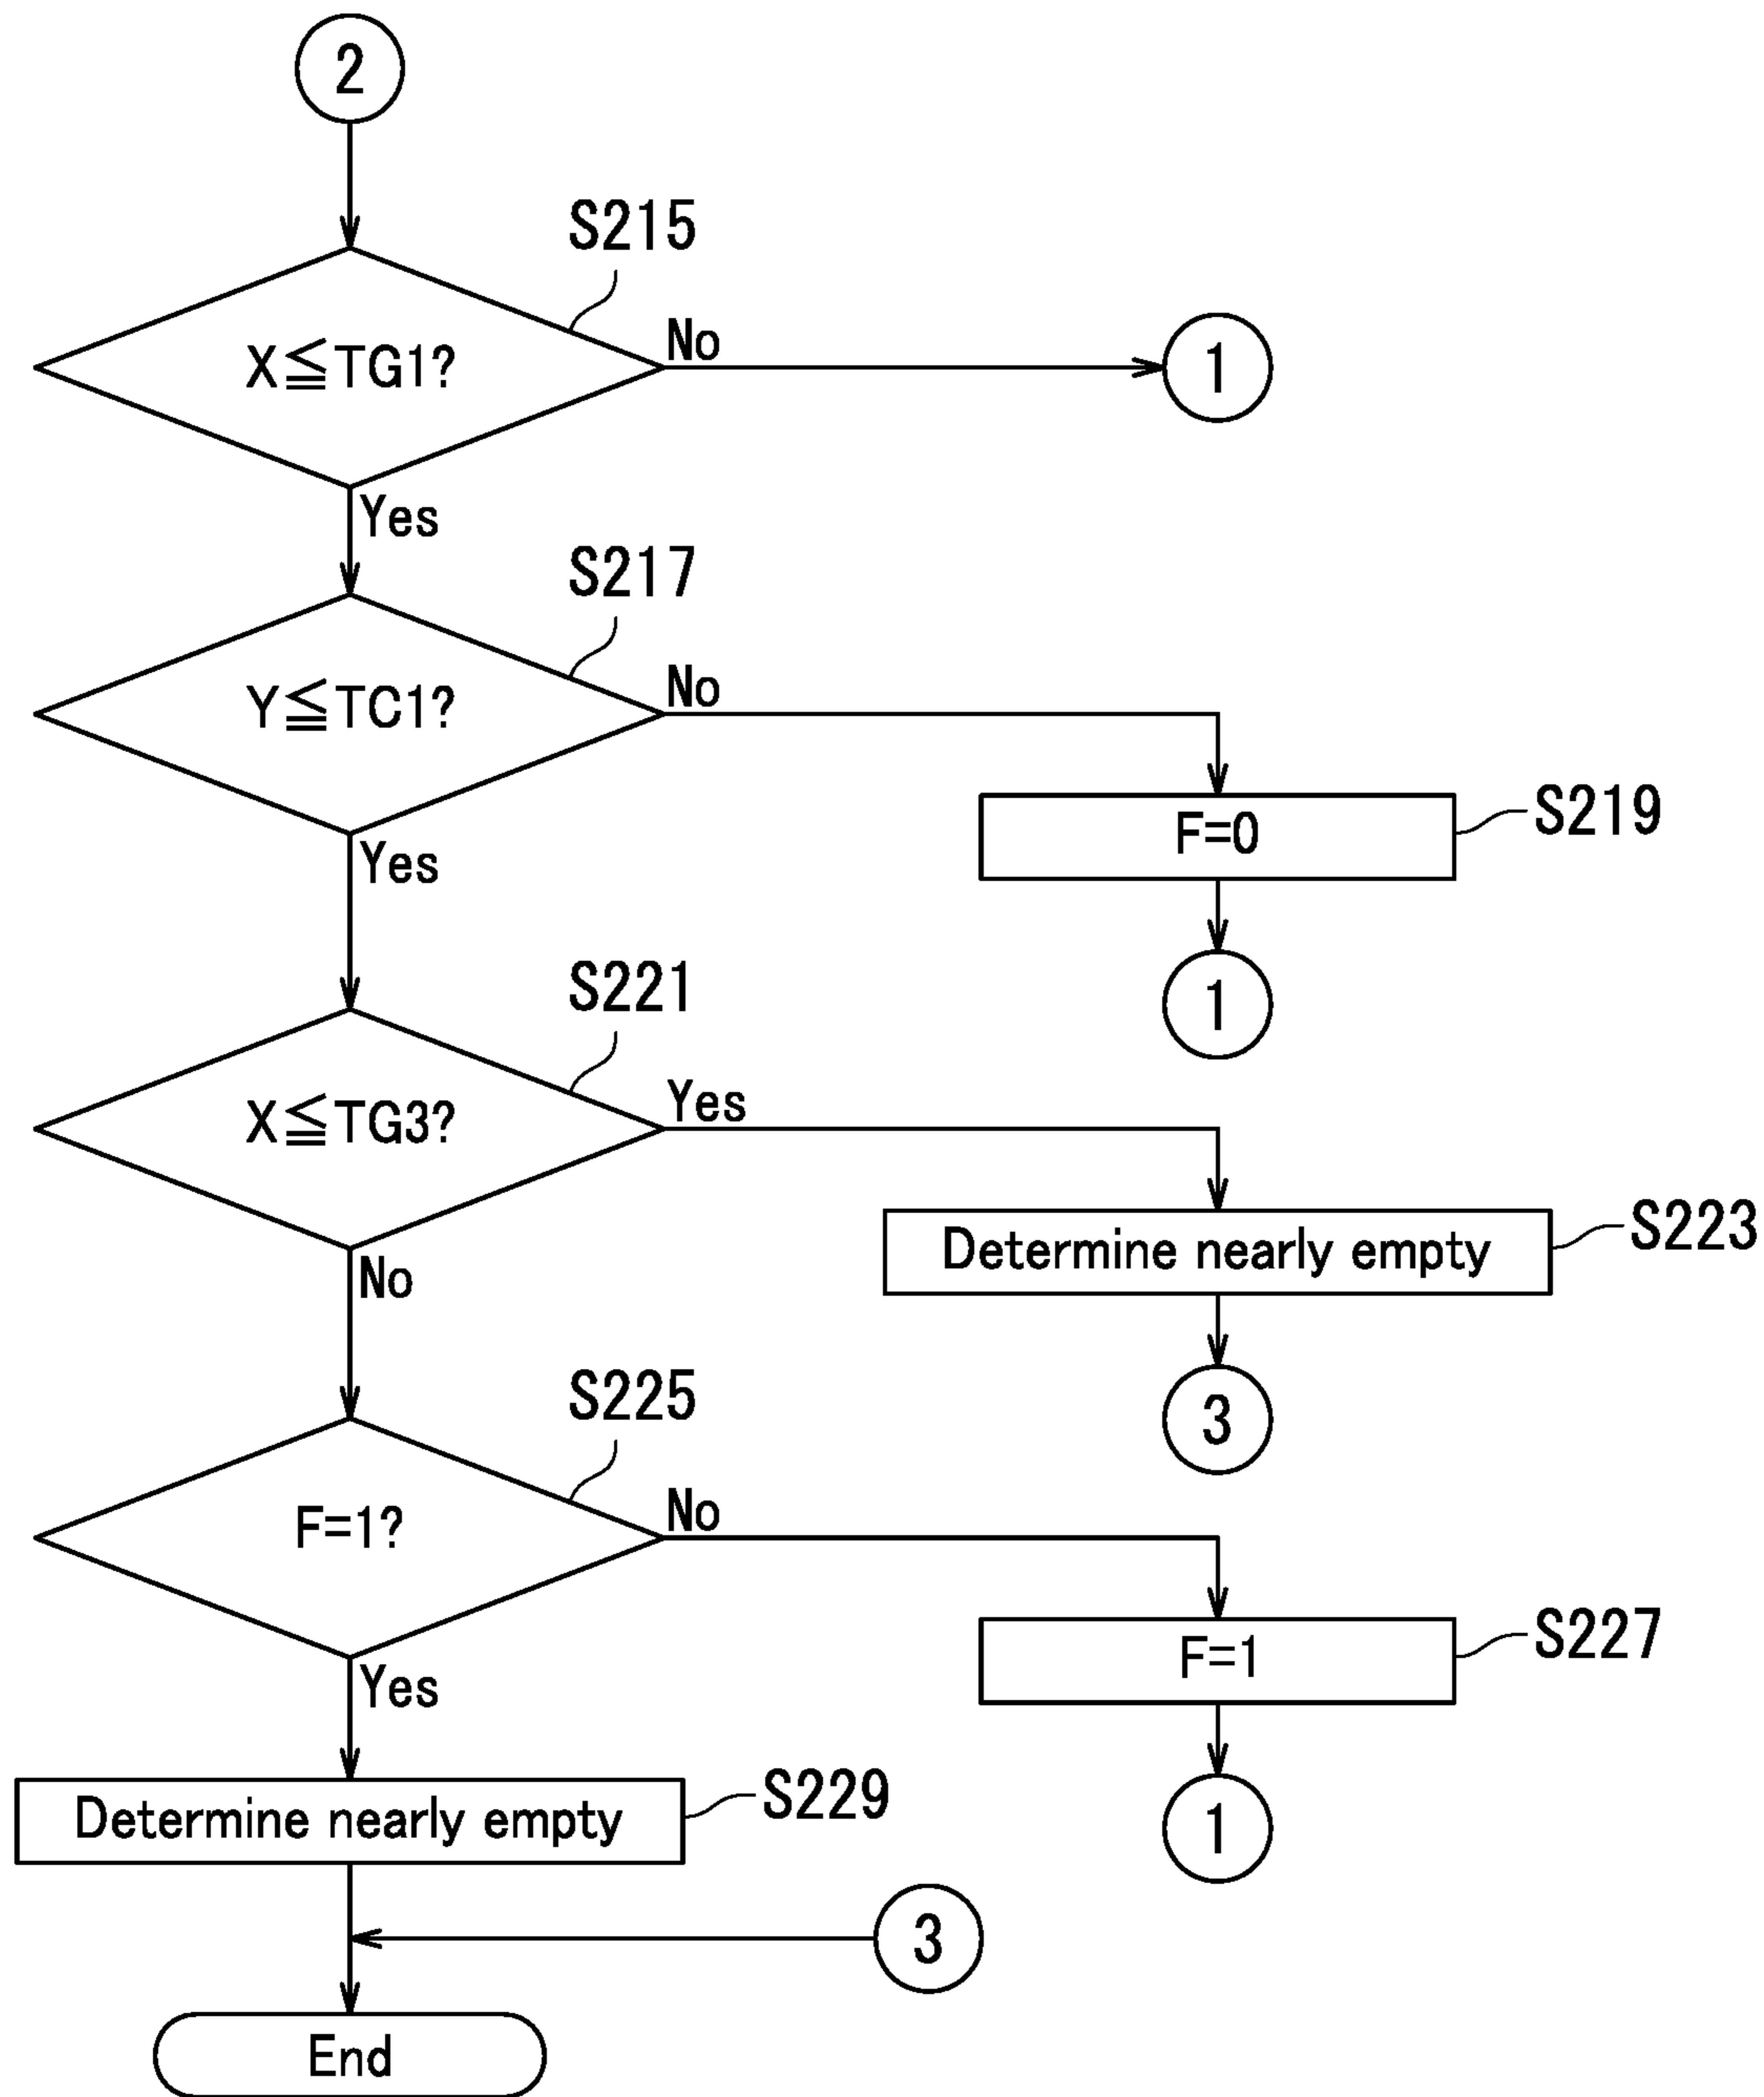 2
S215
X≦TG1?
No
1
Yes
S217
Y≦TC1?
No
F=0
S219
Yes
1
S221
X≦TG3?
Yes
Determine nearly empty
S223
No
3
S225
F=1?
No
F=1
S227
Yes
1
Determine nearly empty
S229
3
End